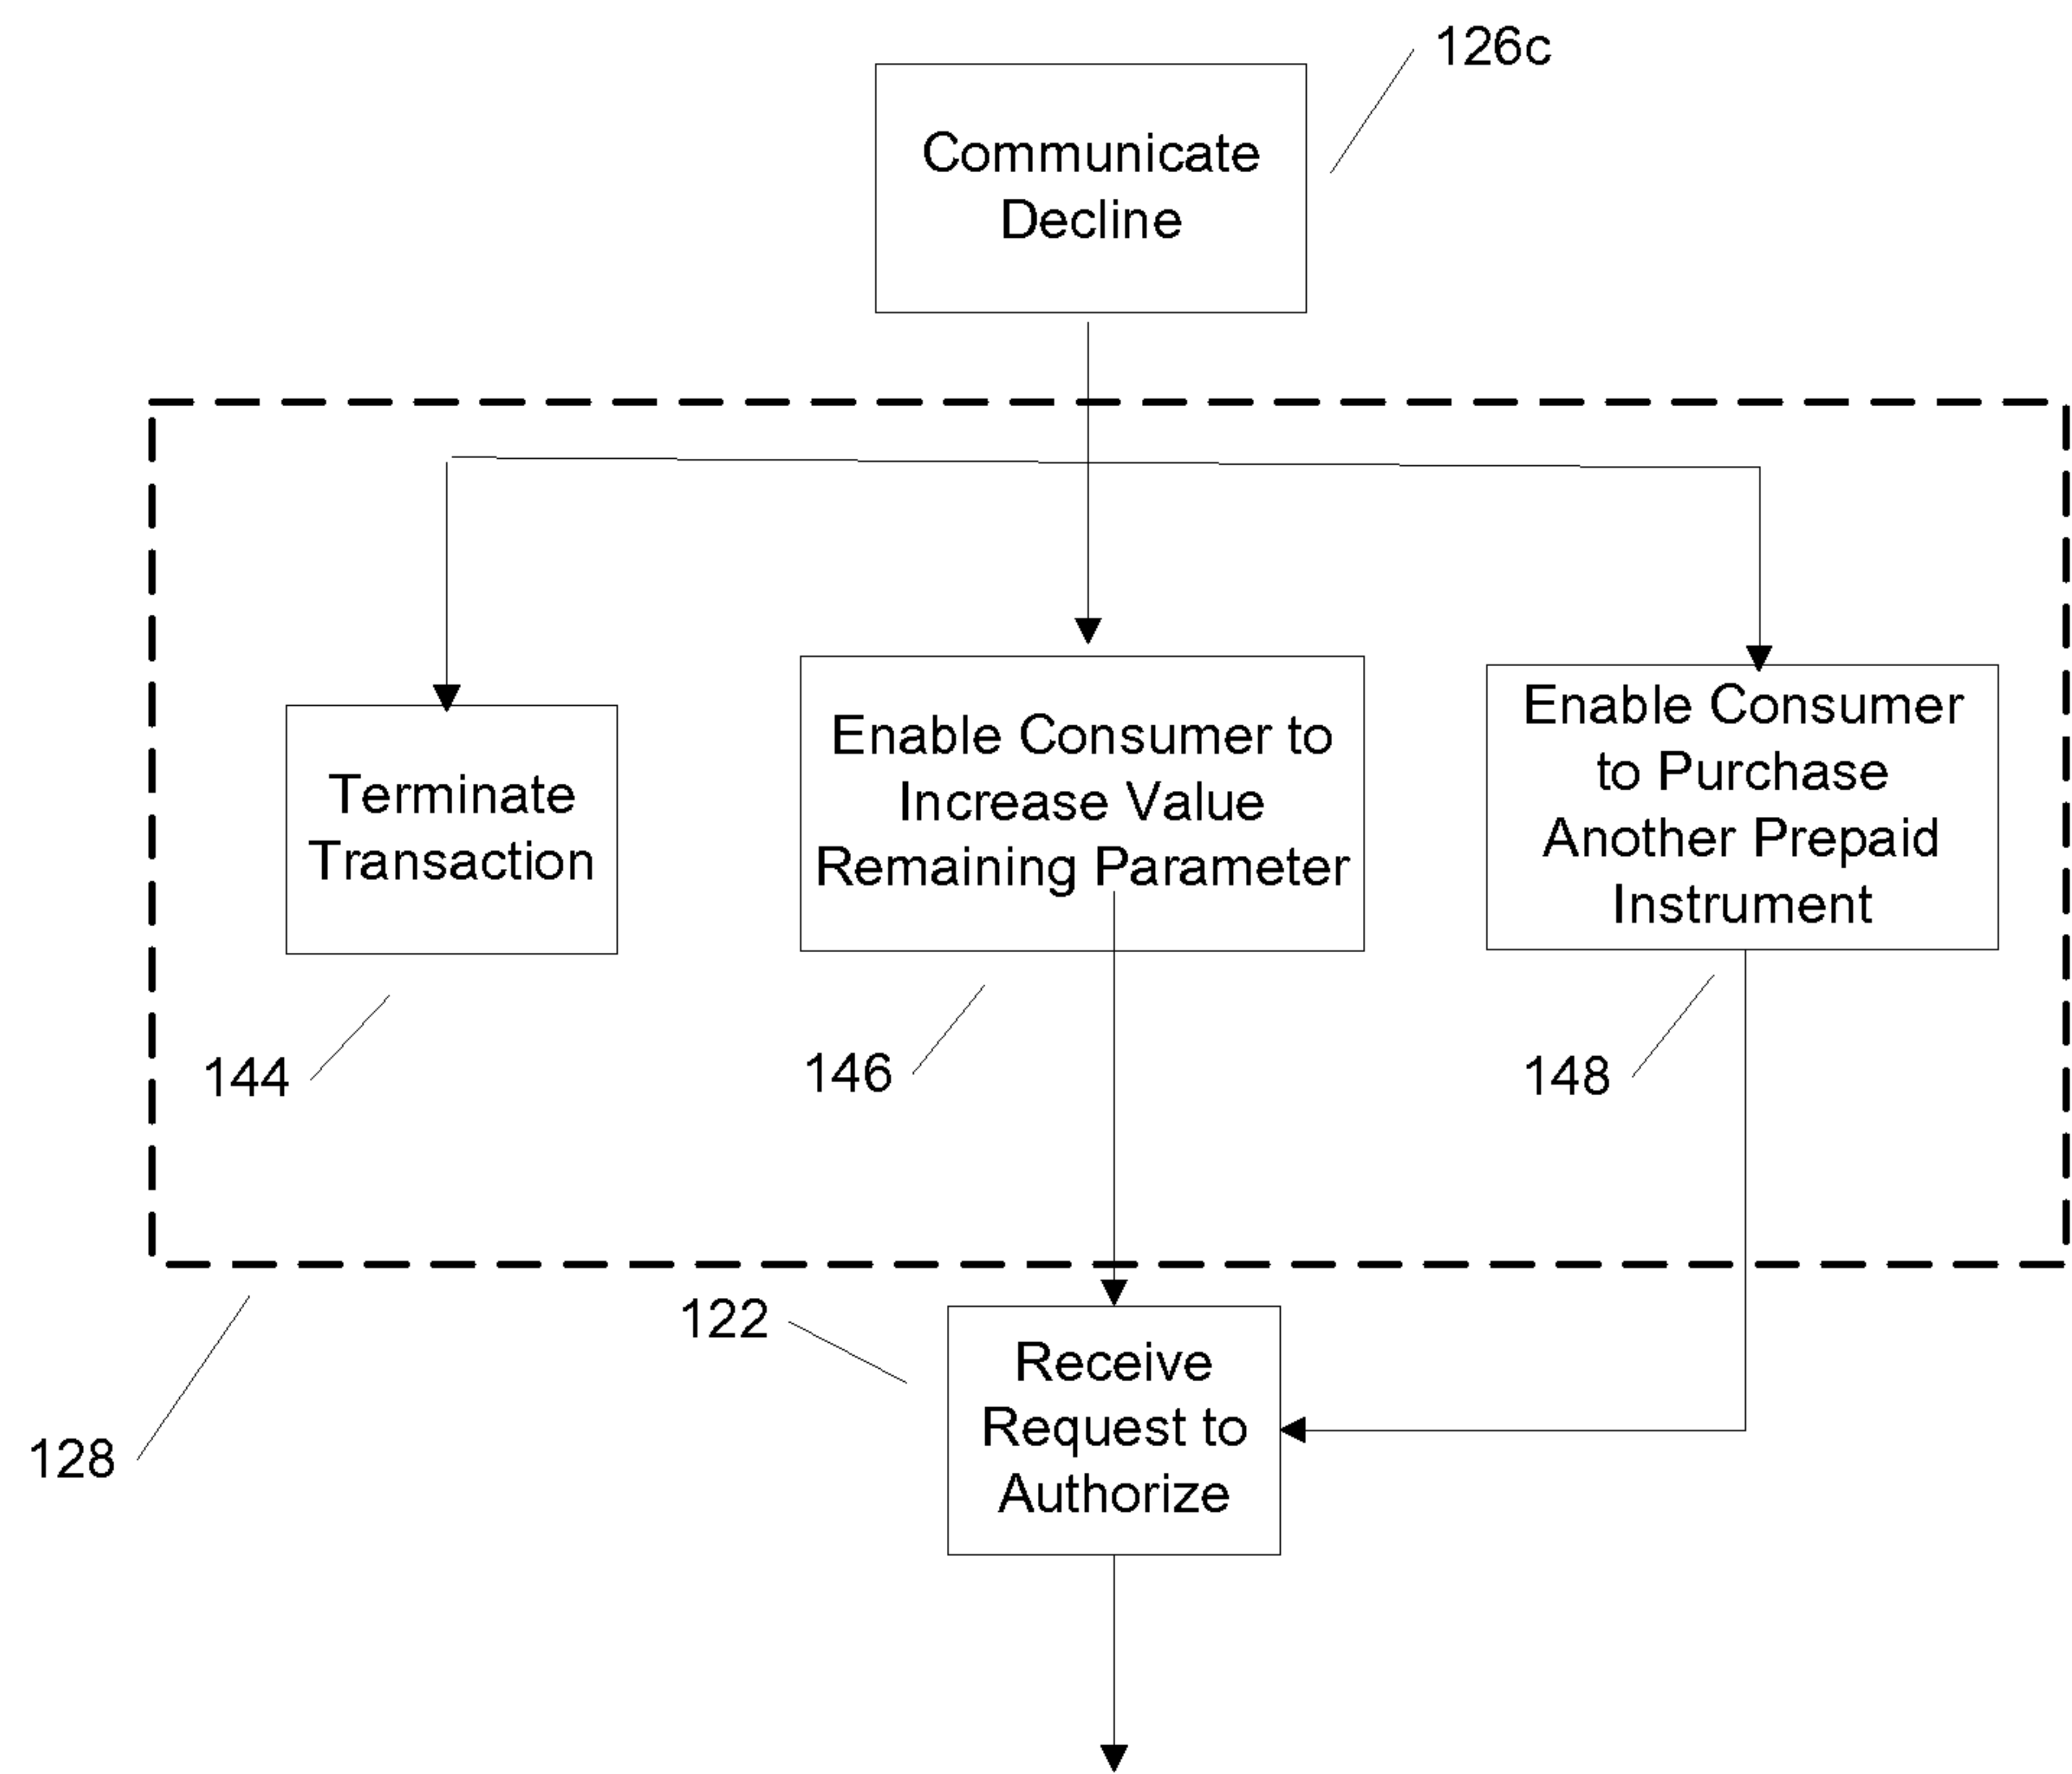 126c
Communicate
Decline
Terminate
Transaction
144
Enable Consumer to
Increase Value
Remaining Parameter
146
Enable Consumer
to Purchase
Another Prepaid
Instrument
148
128
122
Receive
Request to
Authorize